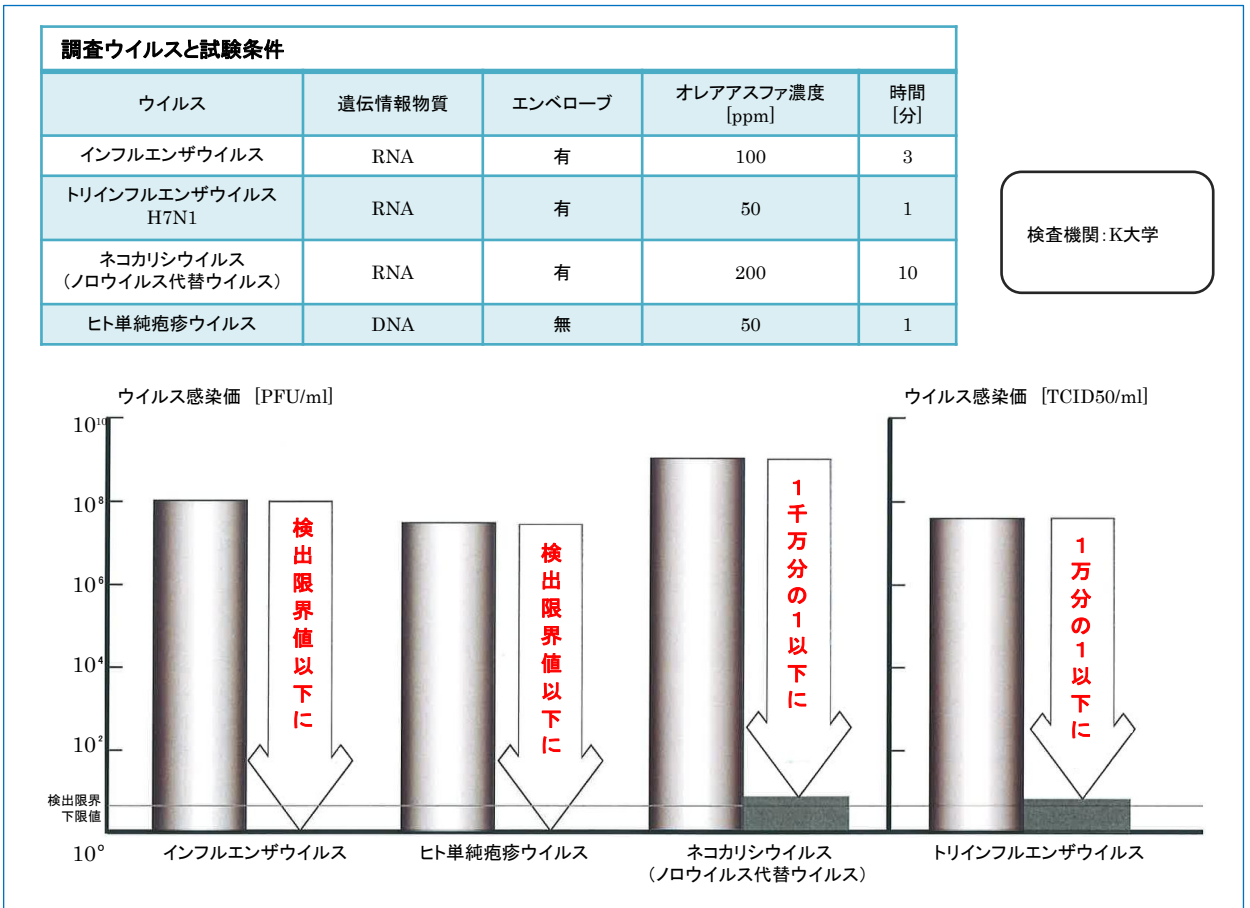 調査ウイルスと試験条件
ウイルス 遺伝情報物質 エンベローブ オレアアスファ濃度 [ppm] 時間 [分]
インフルエンザウイルス RNA 有 100 3
トリインフルエンザウイルス H7N1 RNA 有 50 1
ネコカリシウイルス (ノロウイルス代替ウイルス) RNA 有 200 10
ヒト単純疱疹ウイルス DNA 無 50 1
検査機関:K大学
ウイルス感染価 [PFU/ml]
ウイルス感染価 [TCID50/ml]
10¹⁰
10⁸
10⁶
10⁴
10²
検出限界
下限値
10°
検出限界値以下に
検出限界値以下に
1千万分の1以下に
1万分の1以下に
インフルエンザウイルス
ヒト単純疱疹ウイルス
ネコカリシウイルス
(ノロウイルス代替ウイルス)
トリインフルエンザウイルス